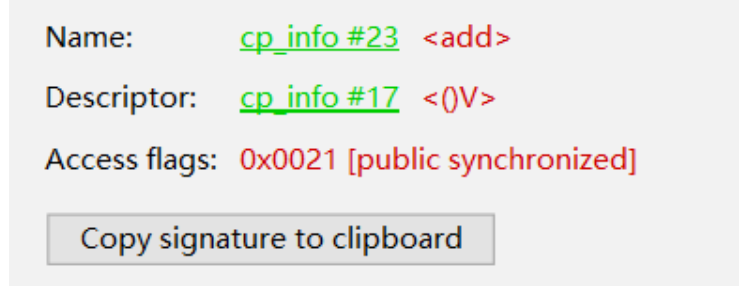 Name: cp_info #23 <add>
Descriptor: cp_info #17 <()V>
Access flags: 0x0021 [public synchronized]
Copy signature to clipboard